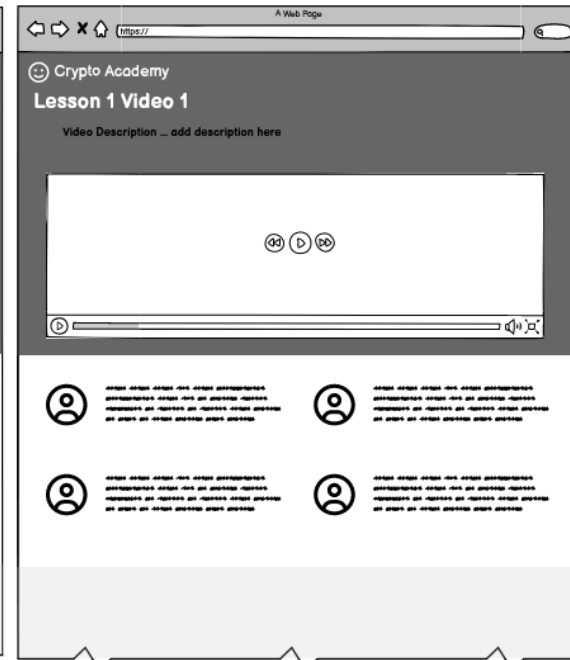 A Web Page
https://
Crypto Academy
Lesson 1 Video 1
Video Description ... add description here